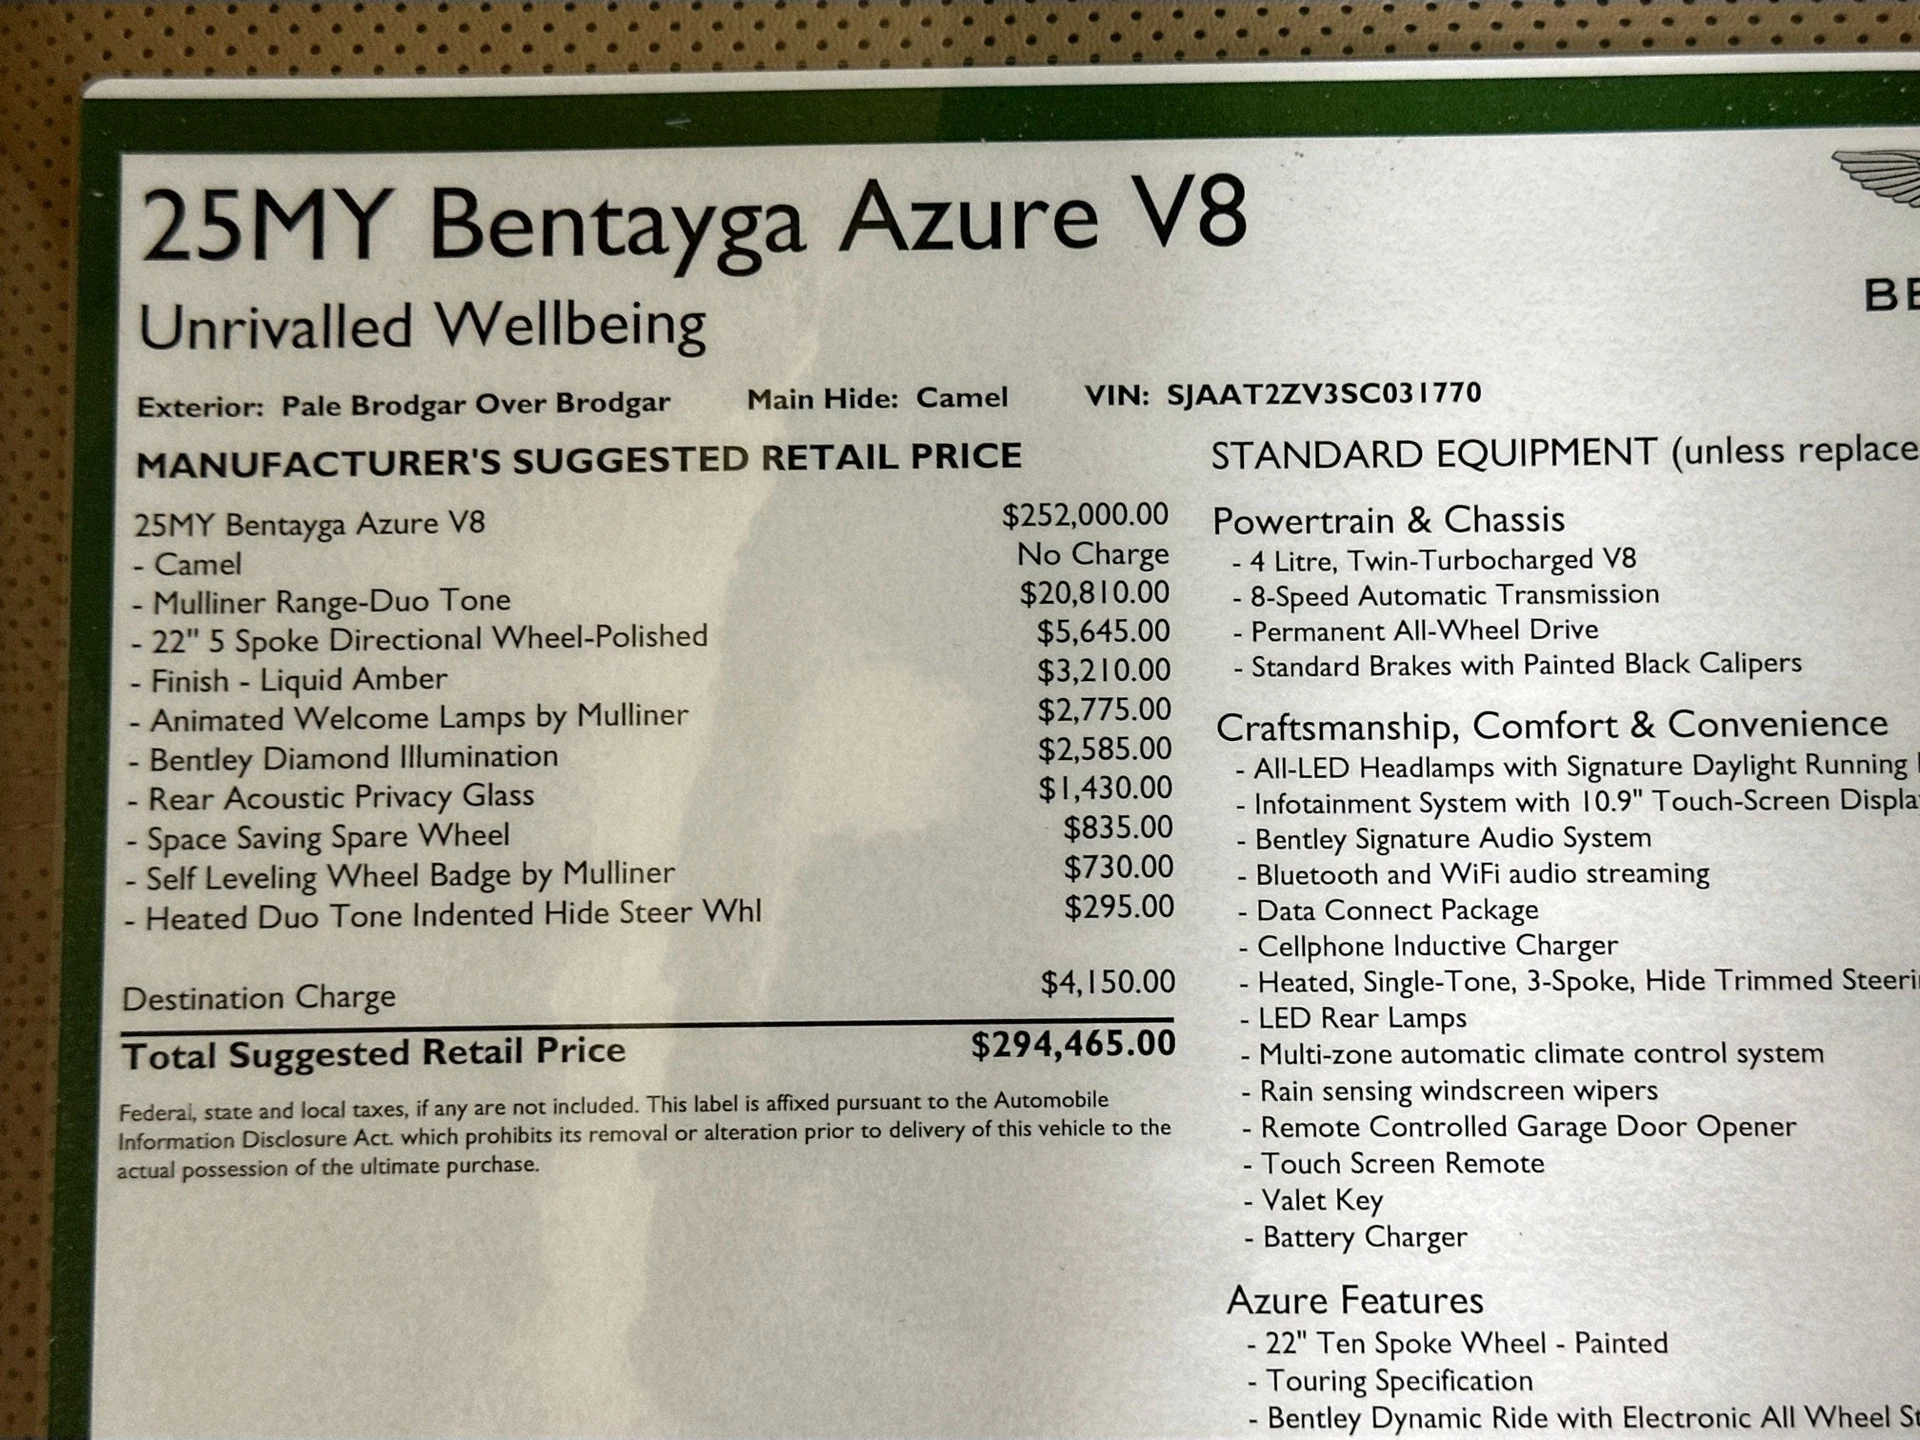 25MY Bentayga Azure V8
Unrivalled Wellbeing
Exterior: Pale Brodgar Over Brodgar Main Hide: Camel VIN: SJAAT2ZV3SC031770
MANUFACTURER'S SUGGESTED RETAIL PRICE
25MY Bentayga Azure V8 $252,000.00
- Camel No Charge
- Mulliner Range-Duo Tone $20,810.00
- 22" 5 Spoke Directional Wheel-Polished $5,645.00
- Finish - Liquid Amber $3,210.00
- Animated Welcome Lamps by Mulliner $2,775.00
- Bentley Diamond Illumination $2,585.00
- Rear Acoustic Privacy Glass $1,430.00
- Space Saving Spare Wheel $835.00
- Self Leveling Wheel Badge by Mulliner $730.00
- Heated Duo Tone Indented Hide Steer Whl $295.00
Destination Charge $4,150.00
Total Suggested Retail Price $294,465.00
Federal, state and local taxes, if any are not included. This label is affixed pursuant to the Automobile
Information Disclosure Act. which prohibits its removal or alteration prior to delivery of this vehicle to the
actual possession of the ultimate purchase.
BE
STANDARD EQUIPMENT (unless replace
Powertrain & Chassis
- 4 Litre, Twin-Turbocharged V8
- 8-Speed Automatic Transmission
- Permanent All-Wheel Drive
- Standard Brakes with Painted Black Calipers
Craftsmanship, Comfort & Convenience
- All-LED Headlamps with Signature Daylight Running
- Infotainment System with 10.9" Touch-Screen Displa
- Bentley Signature Audio System
- Bluetooth and WiFi audio streaming
- Data Connect Package
- Cellphone Inductive Charger
- Heated, Single-Tone, 3-Spoke, Hide Trimmed Steeri
- LED Rear Lamps
- Multi-zone automatic climate control system
- Rain sensing windscreen wipers
- Remote Controlled Garage Door Opener
- Touch Screen Remote
- Valet Key
- Battery Charger
Azure Features
- 22" Ten Spoke Wheel - Painted
- Touring Specification
- Bentley Dynamic Ride with Electronic All Wheel St